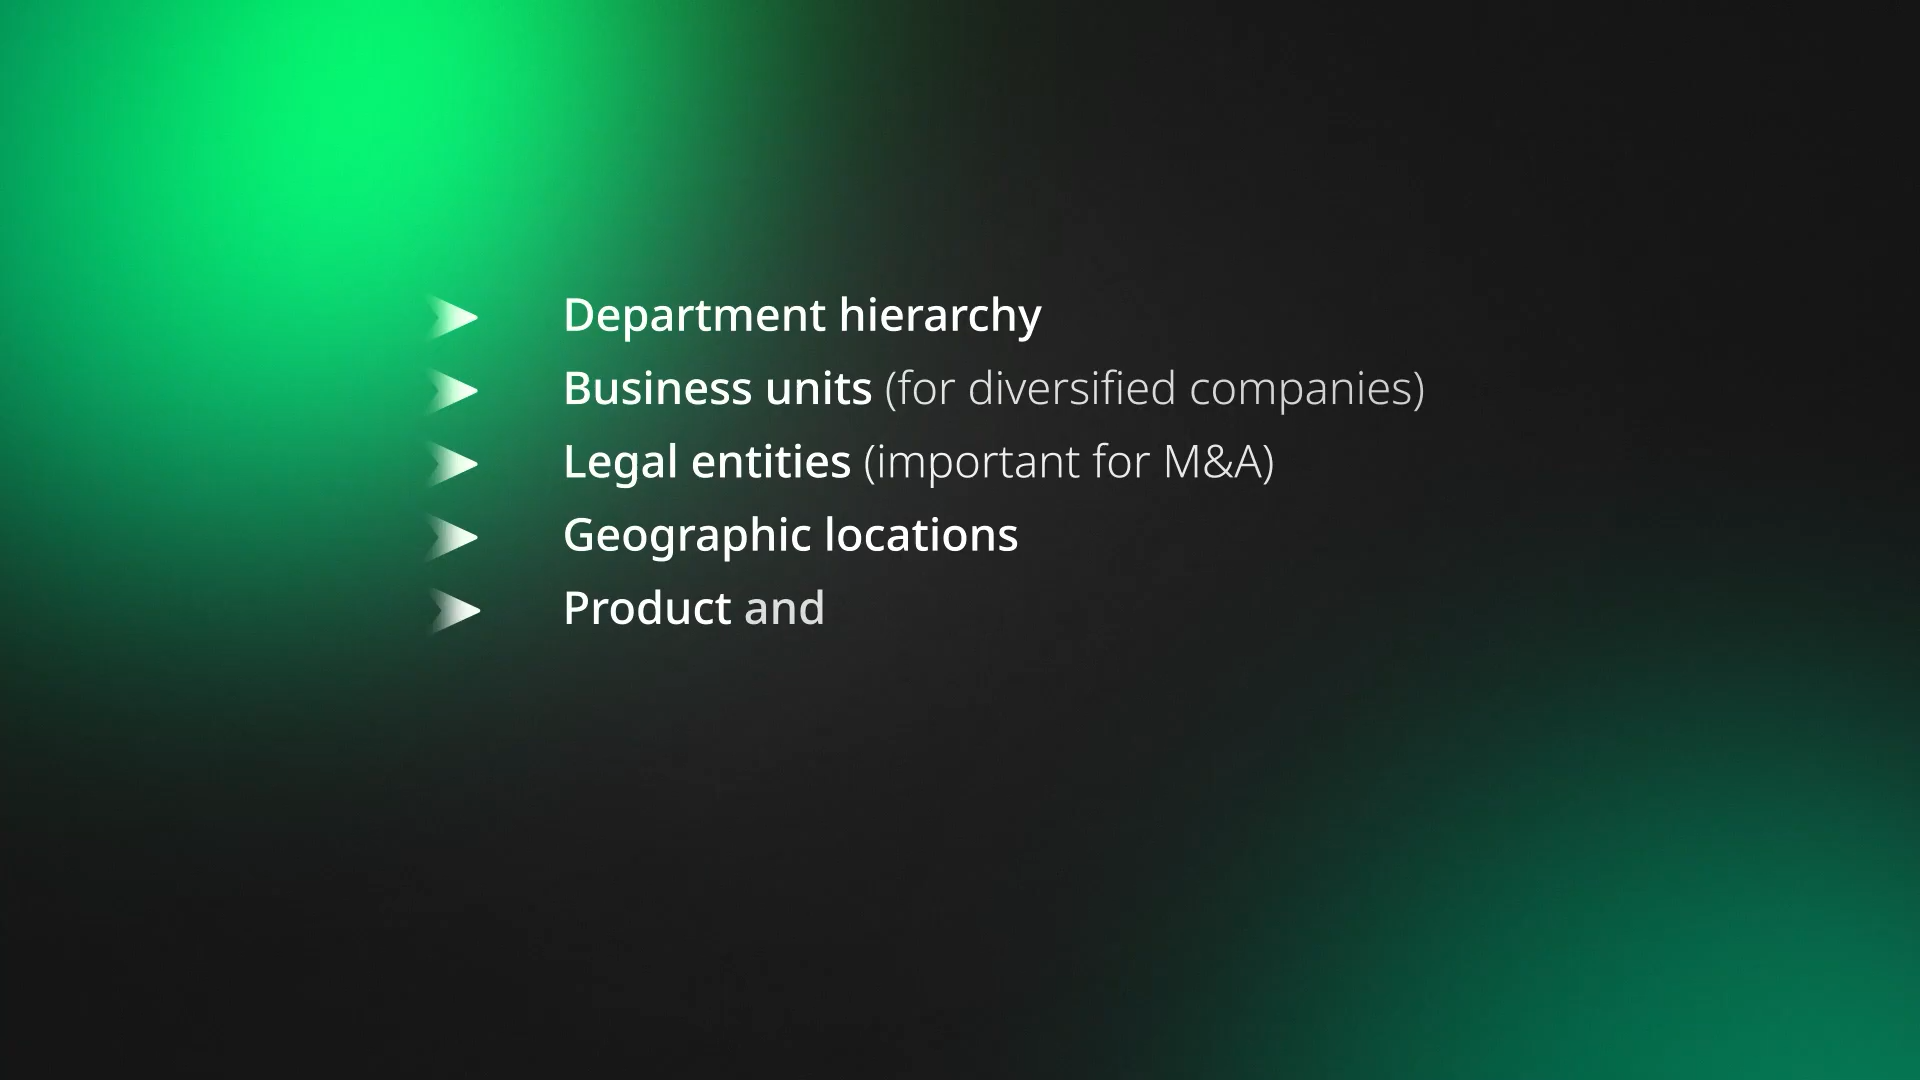 Department hierarchy
Business units (for diversified companies)
Legal entities (important for M&A)
Geographic locations
Product and